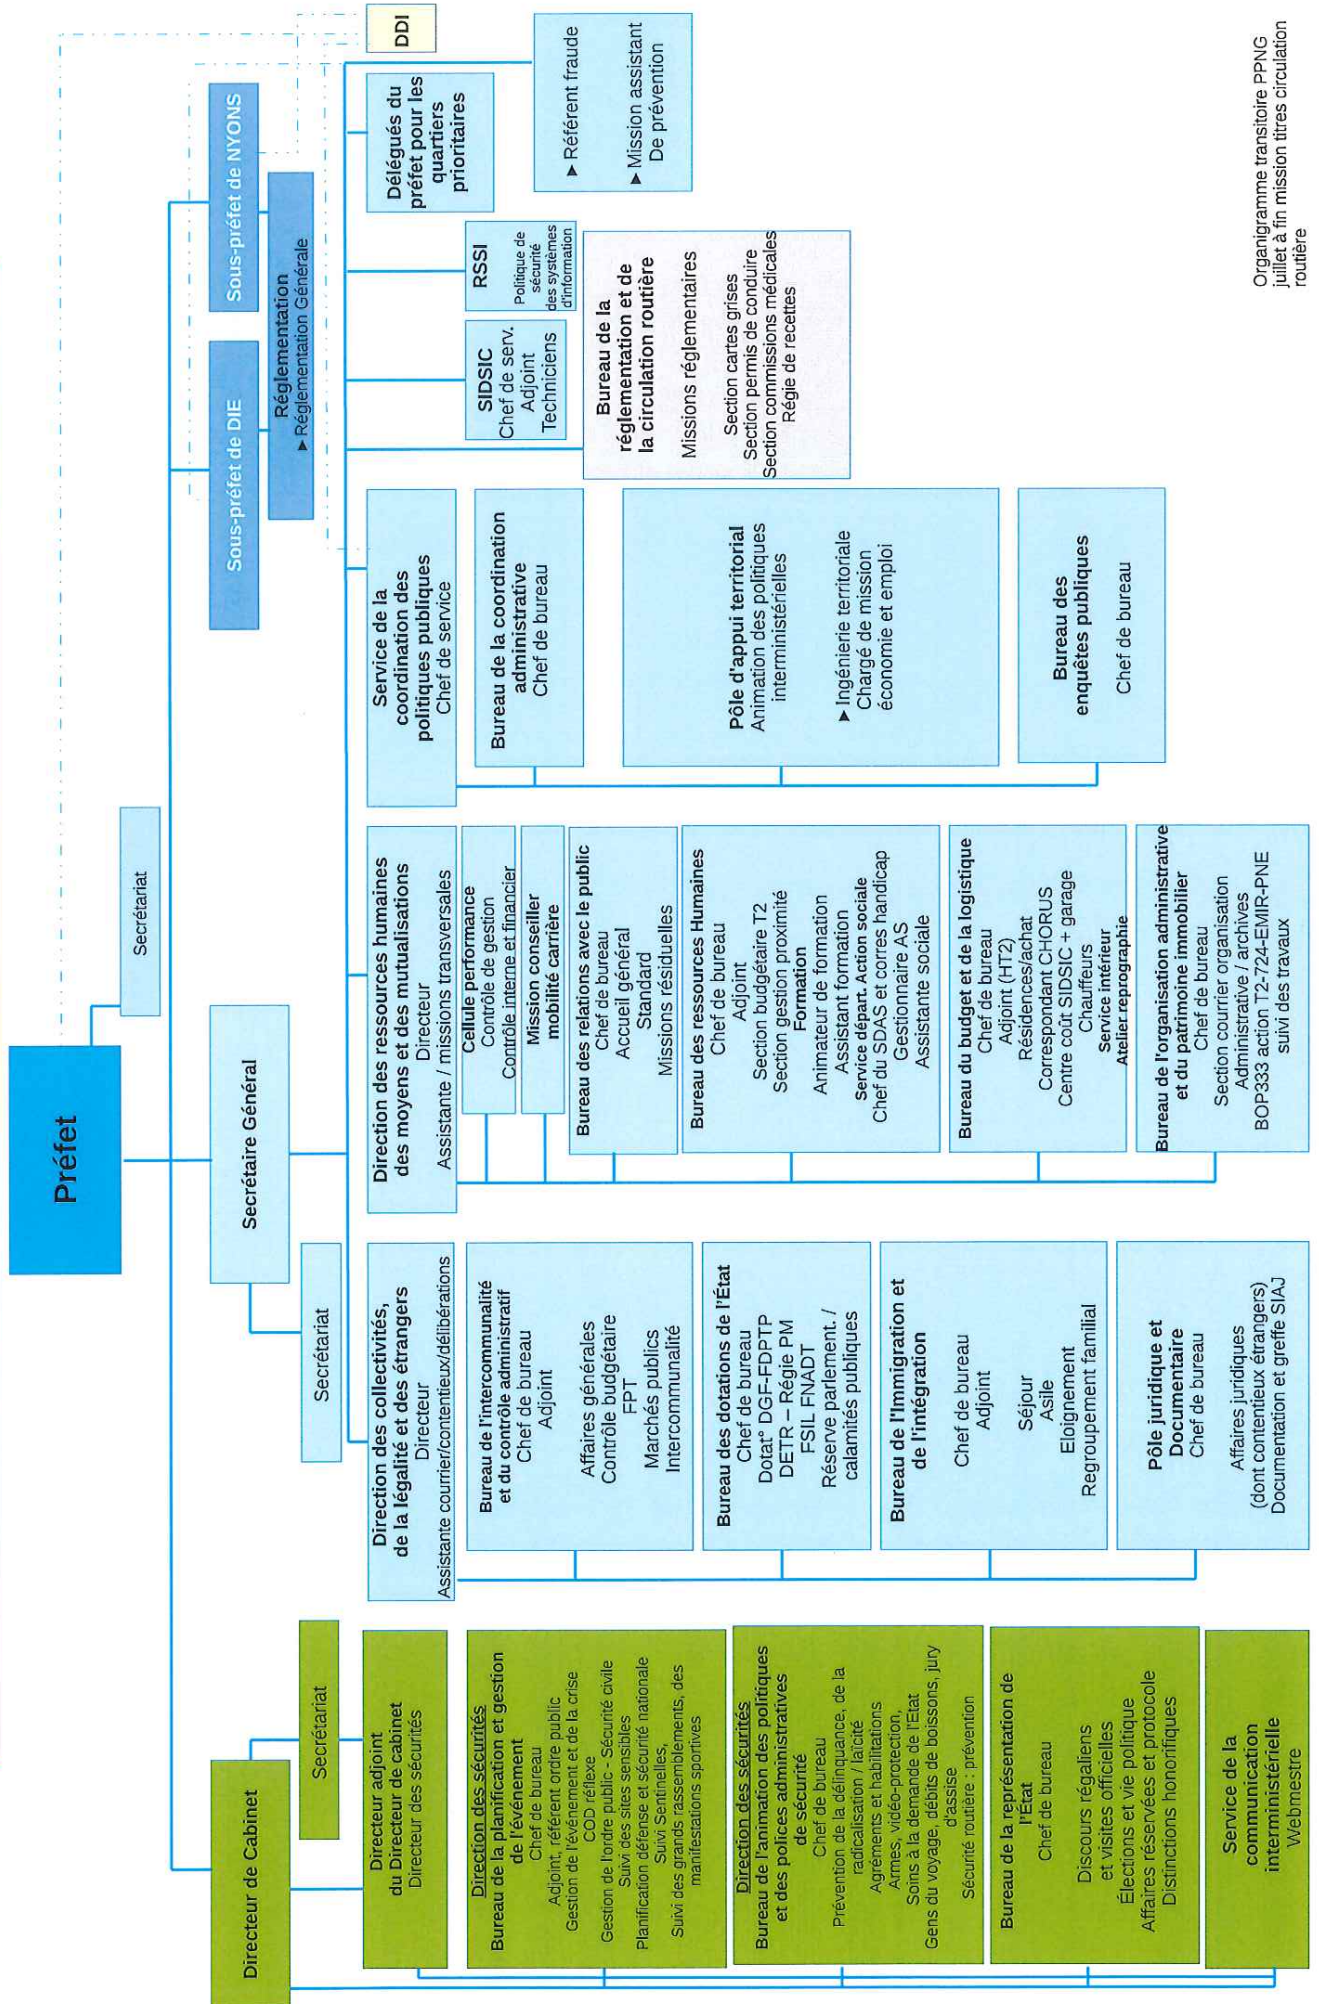 Préfet
Secrétariat
Directeur de Cabinet
Secrétaire Général
Sous-préfet de DIE
Sous-préfet de NYONS
Réglementation
►Réglementation Générale
DDI
Secrétariat
Directeur adjoint
du Directeur de cabinet
Directeur des sécurités
Direction des sécurités
Bureau de la planification et gestion
de l'événement
Chef de bureau
Adjoint, référent ordre public
Gestion de l'événement et de la crise
COD réflexe
Gestion de l'ordre public - Sécurité civile
Suivi des sites sensibles
Planification défense et sécurité nationale
Suivi Sentinelles,
Suivi des grands rassemblements, des
manifestations sportives
Direction des sécurités
Bureau de l'animation des politiques
et des polices administratives
de sécurité
Chef de bureau
Prévention de la délinquance, de la
radicalisation / laïcité
Agréments et habilitations
Armes, vidéo-protection,
Soins à la demande de l'Etat
Gens du voyage, débits de boissons, jury
d'assise
Sécurité routière : prévention
Bureau de la représentation de
l'État
Chef de bureau
Discours régaliens
et visites officielles
Élections et vie politique
Affaires réservées et protocole
Distinctions honorifiques
Service de la
communication
interministérielle
Webmestre
Secrétariat
Direction des collectivités,
de la légalité et des étrangers
Directeur
Assistante courrier/contentieux/délibérations
Bureau de l'intercommunalité
et du contrôle administratif
Chef de bureau
Adjoint
Affaires générales
Contrôle budgétaire
FPT
Marchés publics
Intercommunalité
Bureau des dotations de l'État
Chef de bureau
Dotat° DGF-FDPTP
DETR – Régie PM
FSIL FNADT
Réserve parlement. /
calamités publiques
Bureau de l'Immigration et
de l'intégration
Chef de bureau
Adjoint
Séjour
Asile
Eloignement
Regroupement familial
Pôle juridique et
Documentaire
Chef de bureau
Affaires juridiques
(dont contentieux étrangers)
Documentation et greffe SIAJ
Direction des ressources humaines
des moyens et des mutualisations
Directeur
Assistante / missions transversales
Cellule performance
Contrôle de gestion
Contrôle interne et financier
Mission conseiller
mobilité carrière
Bureau des relations avec le public
Chef de bureau
Accueil général
Standard
Missions résiduelles
Bureau des ressources Humaines
Chef de bureau
Adjoint
Section budgétaire T2
Section gestion proximité
Formation
Animateur de formation
Assistant formation
Service départ. Action sociale
Chef du SDAS et corres handicap
Gestionnaire AS
Assistante sociale
Bureau du budget et de la logistique
Chef de bureau
Adjoint (HT2)
Résidences/achat
Correspondant CHORUS
Centre coût SIDSIC + garage
Chauffeurs
Service intérieur
Atelier reprographie
Bureau de l'organisation administrative
et du patrimoine immobilier
Chef de bureau
Section courrier organisation
Administrative / archives
BOP333 action T2-724-EMIR-PNE
suivi des travaux
Service de la
coordination des
politiques publiques
Chef de service
Bureau de la coordination
administrative
Chef de bureau
Pôle d'appui territorial
Animation des politiques
interministérielles
►Ingénierie territoriale
Chargé de mission
économie et emploi
Bureau des
enquêtes publiques
Chef de bureau
SIDSIC
Chef de serv.
Adjoint
Techniciens
RSSI
Politique de
sécurité
des systèmes
d'information
Bureau de la
réglementation et de
la circulation routière
Missions réglementaires
Section cartes grises
Section permis de conduire
Section commissions médicales
Régie de recettes
Délégués du
préfet pour les
quartiers
prioritaires
►Référent fraude
►Mission assistant
De prévention
Organigramme transitoire PPNG
juillet à fin mission titres circulation
routière